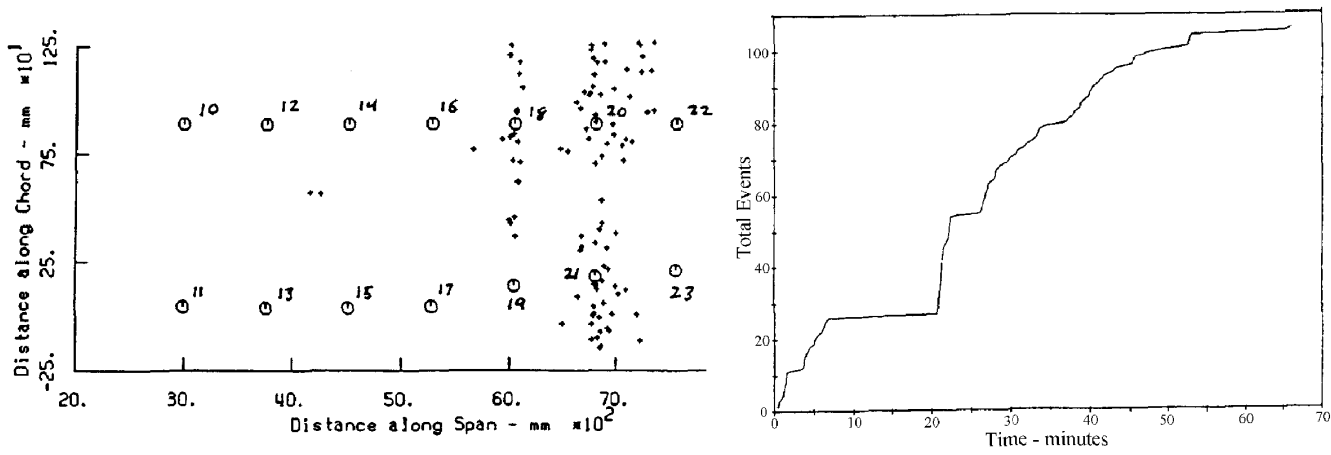 Distance along Chord - mm *10¹
125.
75.
25.
-25.
10 12 14 16 18 20 22
11 13 15 17 19 21 23
20. 30. 40. 50. 60. 70.
Distance along Span - mm *10²
Total Events
100
80
60
40
20
0
0 10 20 30 40 50 60 70
Time - minutes